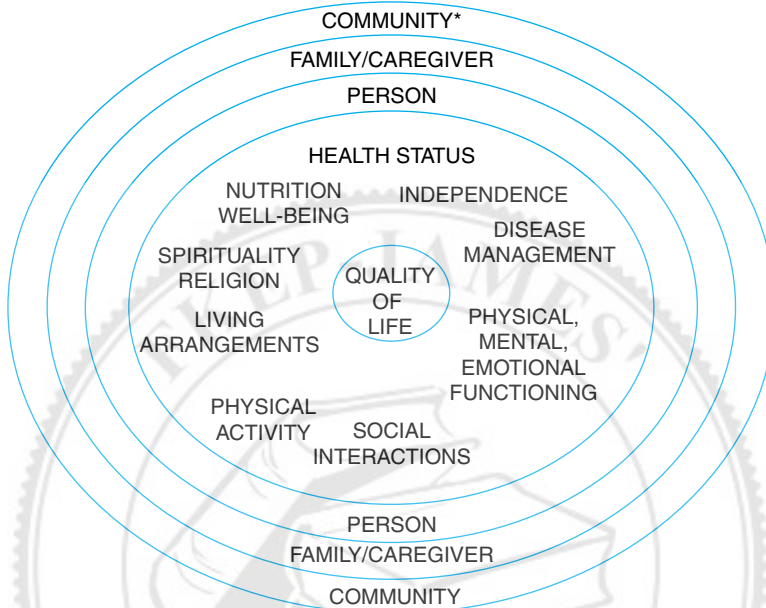 COMMUNITY*
FAMILY/CAREGIVER
PERSON
HEALTH STATUS
NUTRITION
WELL-BEING
INDEPENDENCE
DISEASE
MANAGEMENT
SPIRITUALITY
RELIGION
QUALITY
OF
LIFE
LIVING
ARRANGEMENTS
PHYSICAL,
MENTAL,
EMOTIONAL
FUNCTIONING
PHYSICAL
ACTIVITY
SOCIAL
INTERACTIONS
PERSON
FAMILY/CAREGIVER
COMMUNITY